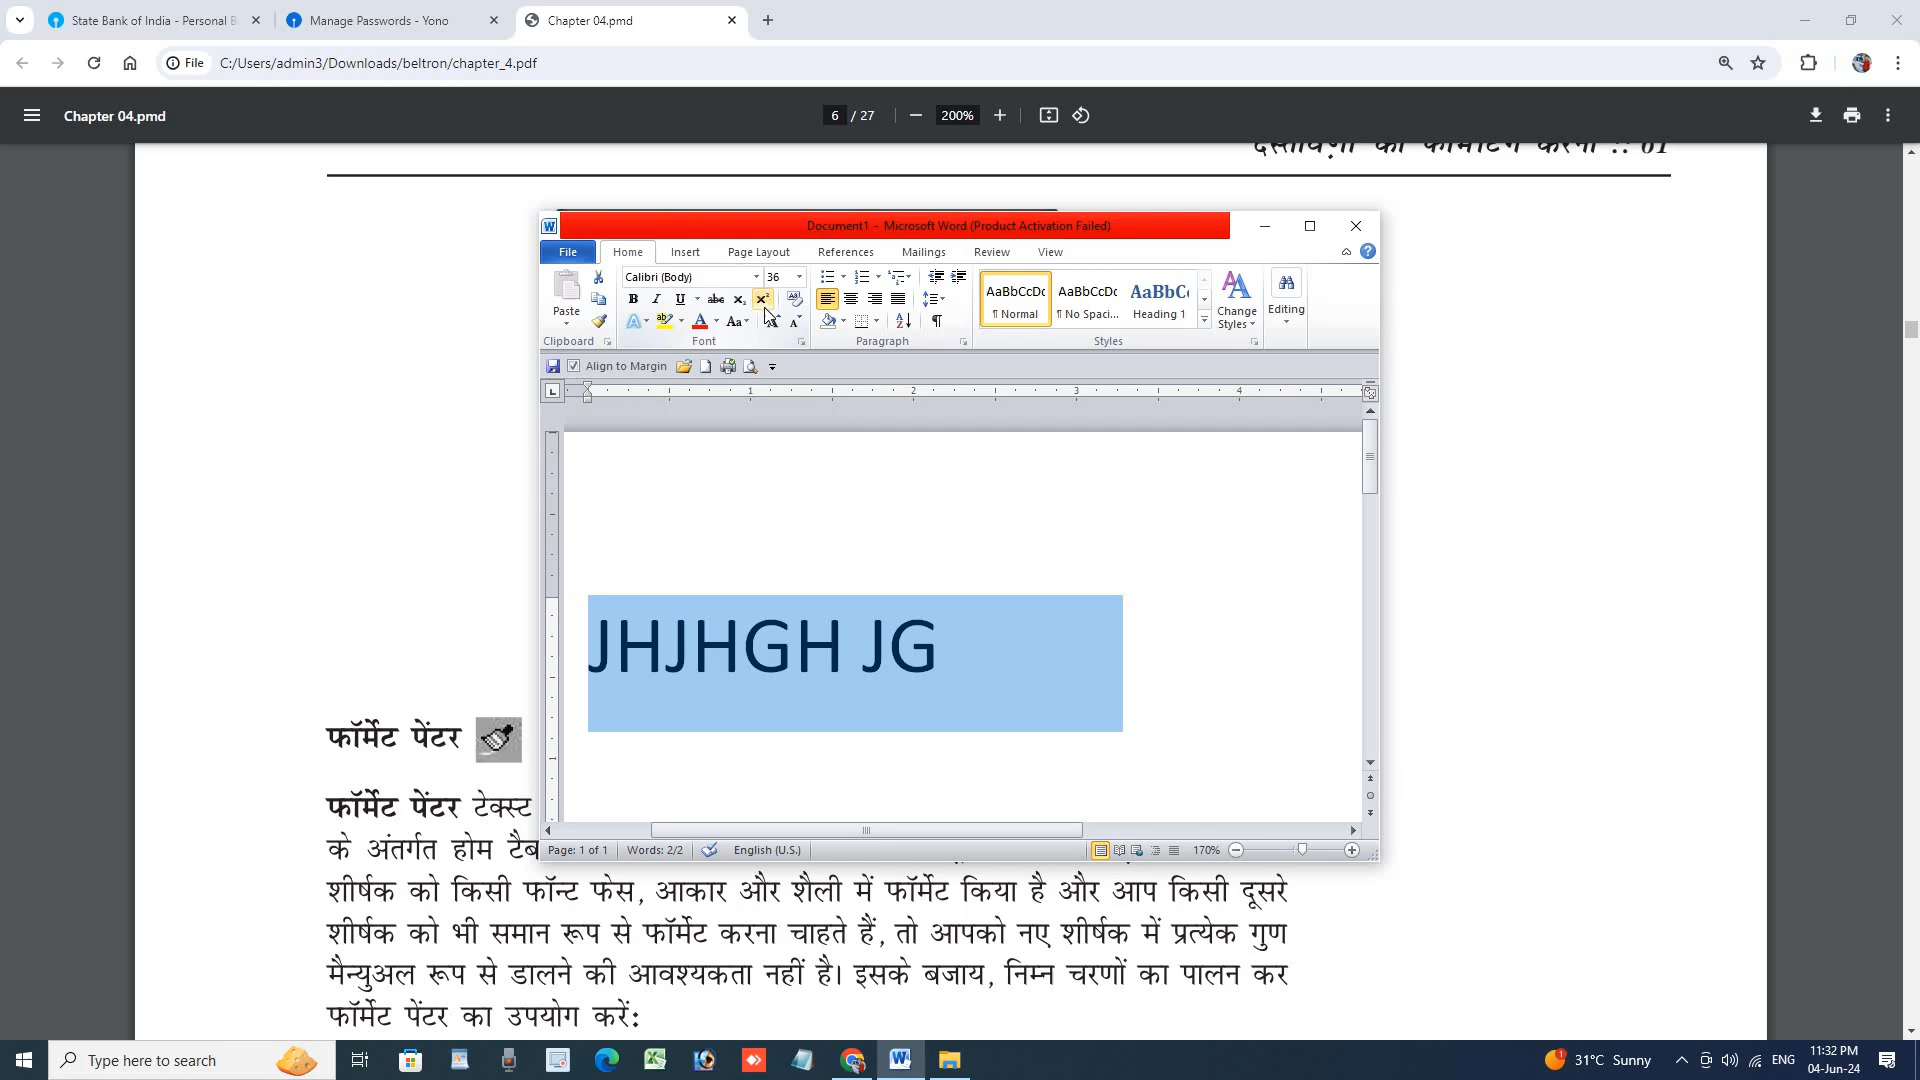 State Bank of India - Personal B
Manage Passwords - Yono
Chapter 04.pmd
File
C:/Users/admin3/Downloads/beltron/chapter_4.pdf
Chapter 04.pmd
6 / 27
200%
Document1 - Microsoft Word (Product Activation Failed)
File Home Insert Page Layout References Mailings Review View
Calibri (Body) 36
Paste
AaBbCcDc AaBbCcDc AaBbC
¶ Normal ¶ No Spaci... Heading 1
Change Styles
Editing
Clipboard Font Paragraph Styles
Align to Margin
1 2 3 4
JHJHGH JG
Page: 1 of 1 Words: 2/2 English (U.S.) 170%
फॉर्मेट पेंटर
फॉर्मेट पेंटर टेक्स्ट
के अंतर्गत होम टैब
शीर्षक को किसी फॉन्ट फेस, आकार और शैली में फॉर्मेट किया है और आप किसी दूसरे
शीर्षक को भी समान रूप से फॉर्मेट करना चाहते हैं, तो आपको नए शीर्षक में प्रत्येक गुण
मैन्युअल रूप से डालने की आवश्यकता नहीं है। इसके बजाय, निम्न चरणों का पालन कर
फॉर्मेट पेंटर का उपयोग करें:
Type here to search
31°C Sunny
ENG
11:32 PM
04-Jun-24